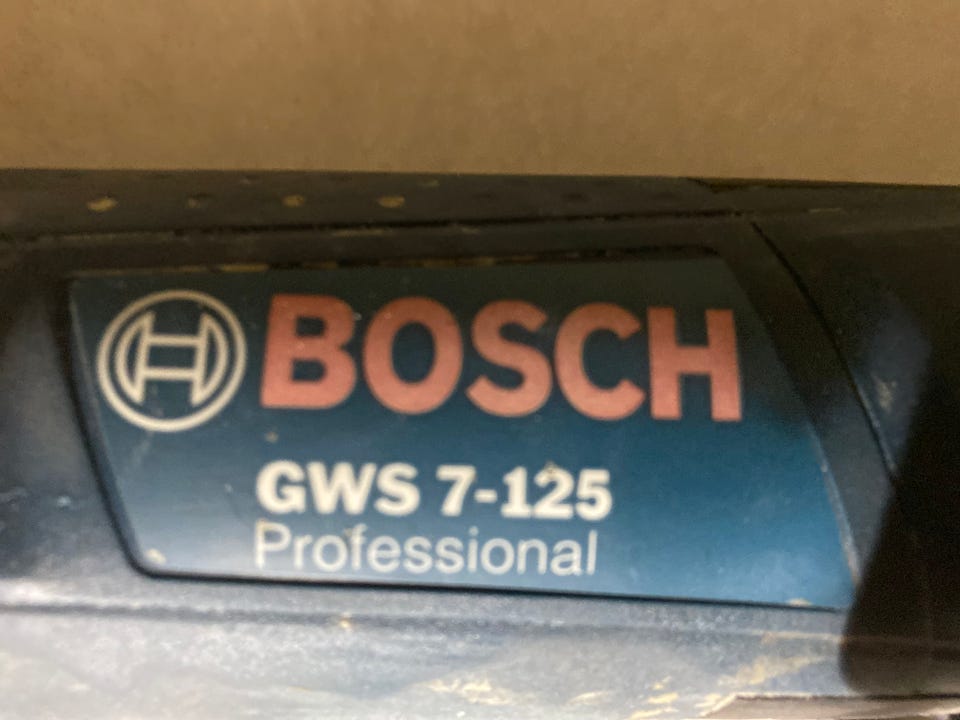 BOSCH
GWS 7-125
Professional